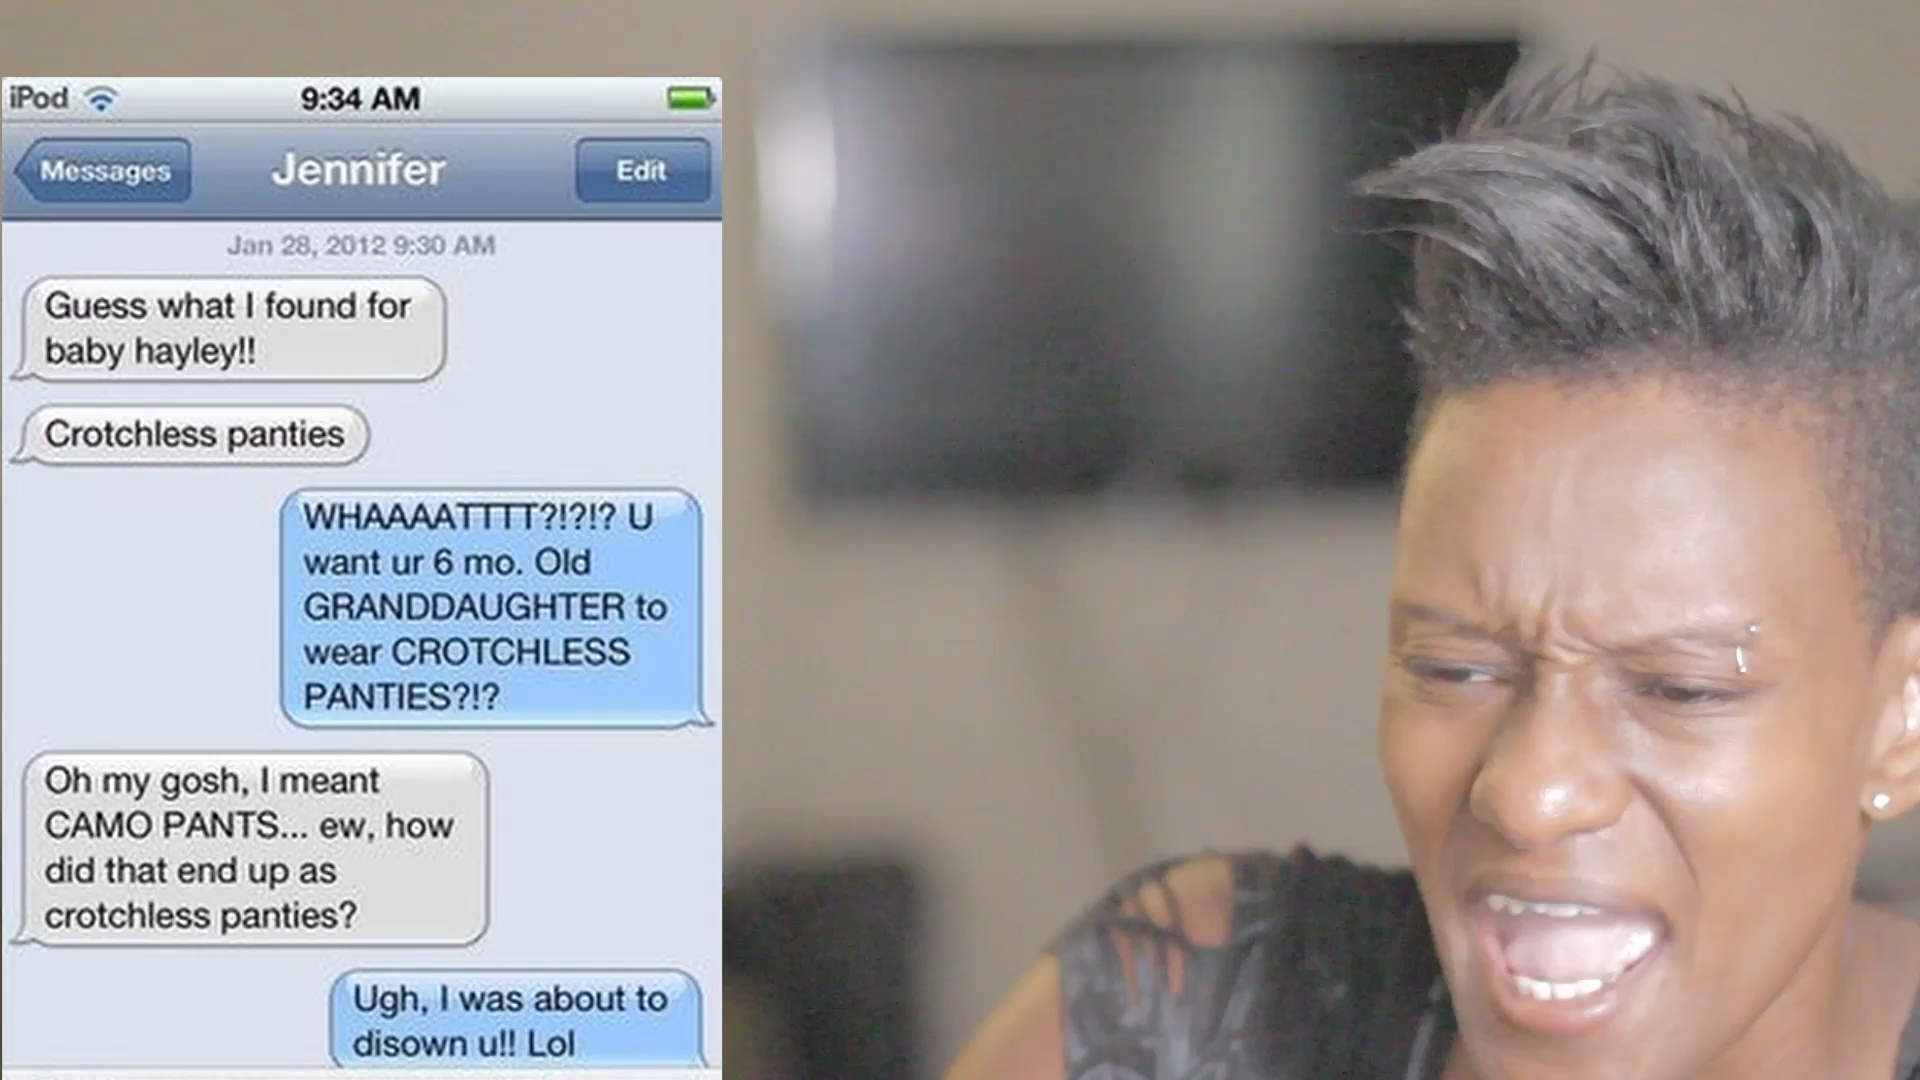 iPod
9:34 AM
Messages
Jennifer
Edit
Jan 28, 2012 9:30 AM
Guess what I found for
baby hayley!!
Crotchless panties
WHAAAATTTT?!?!? U
want ur 6 mo. Old
GRANDDAUGHTER to
wear CROTCHLESS
PANTIES?!?
Oh my gosh, I meant
CAMO PANTS... ew, how
did that end up as
crotchless panties?
Ugh, I was about to
disown u!! Lol